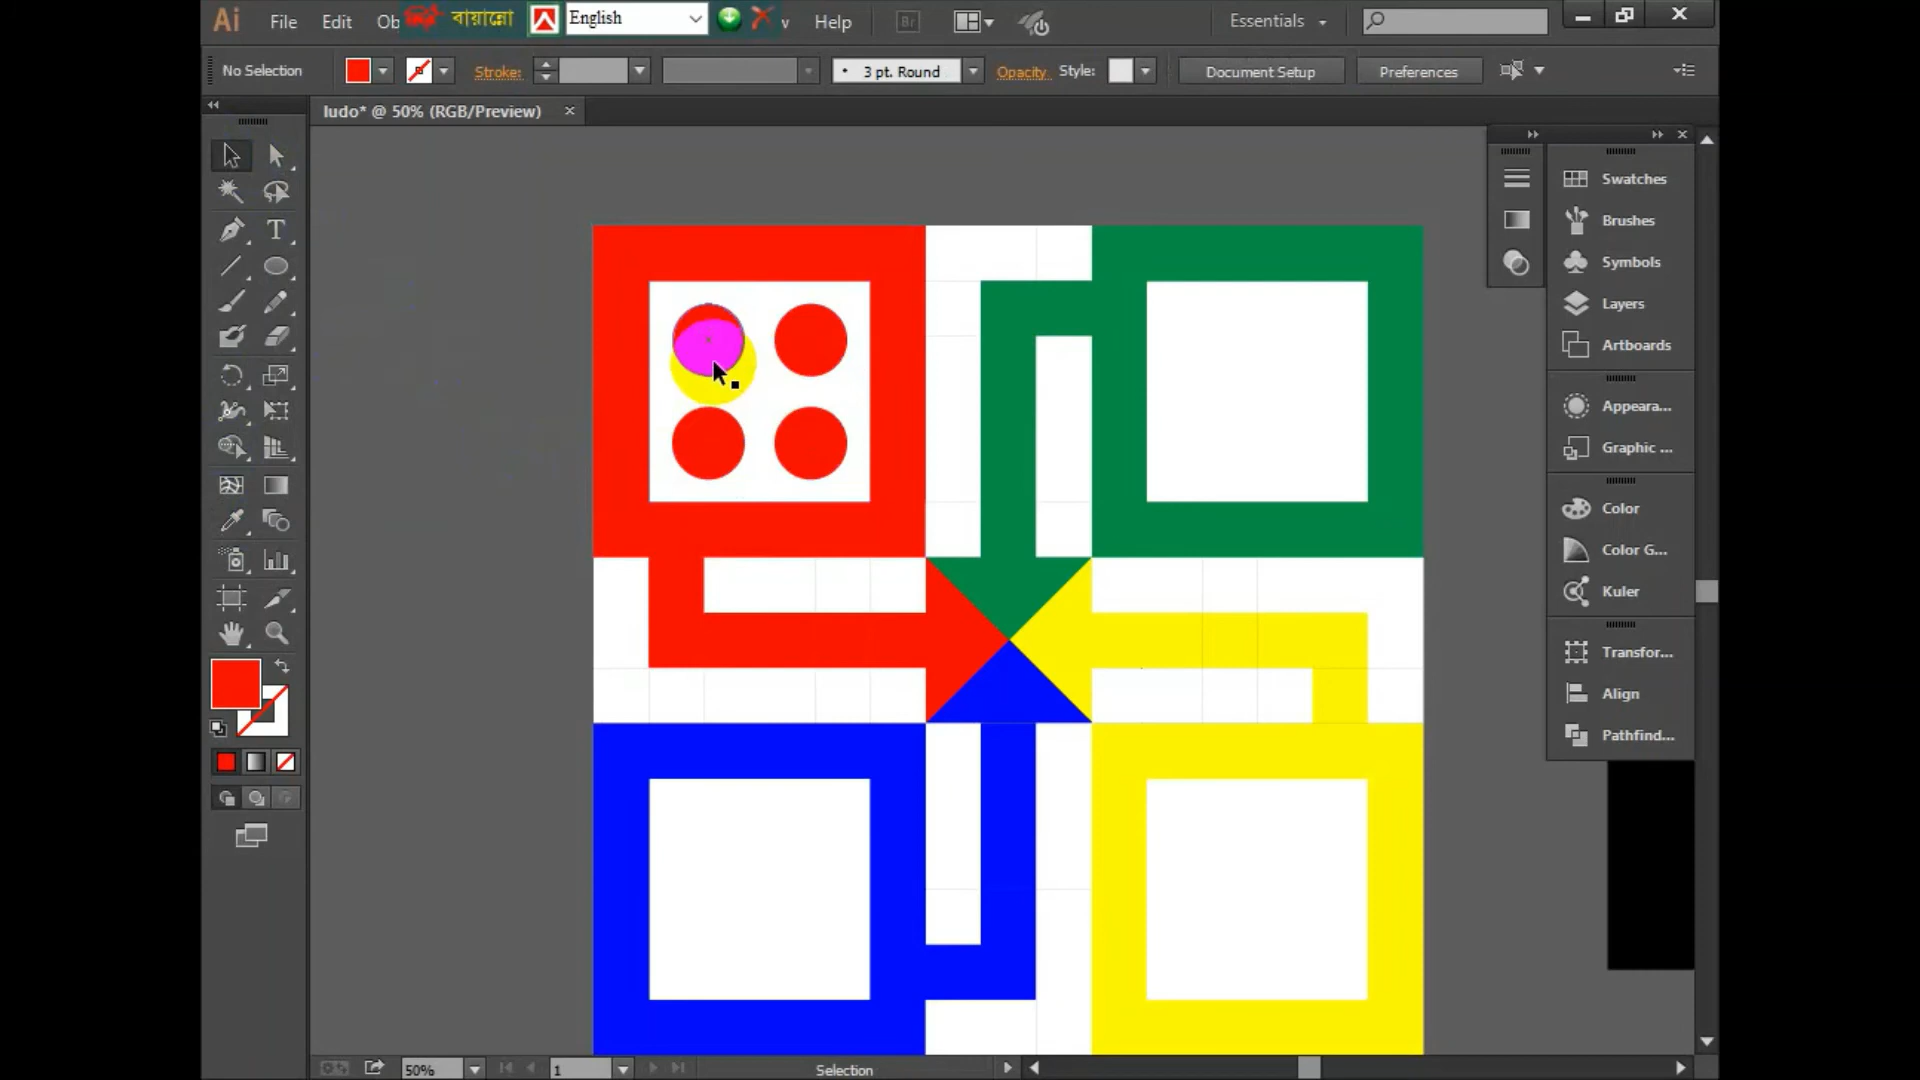 Ai File Edit Ob বায়ান্নো English v Help Br Essentials
No Selection Stroke: 3 pt. Round Opacity Style: Document Setup Preferences
ludo* @ 50% (RGB/Preview)
Swatches
Brushes
Symbols
Layers
Artboards
Appeara...
Graphic ...
Color
Color G...
Kuler
Transfor...
Align
Pathfind...
50% 1 Selection